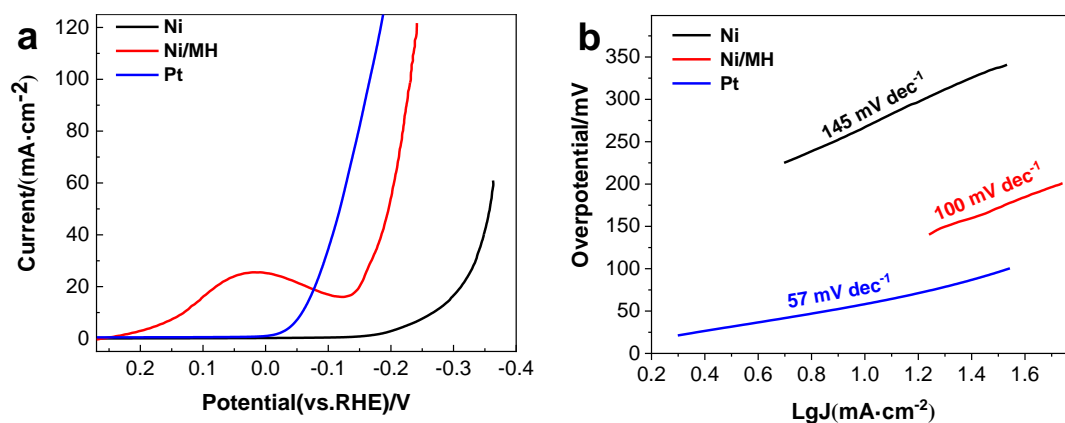 a
Ni
Ni/MH
Pt
Current/(mA·cm⁻²)
120
100
80
60
40
20
0
0.2 0.1 0.0 -0.1 -0.2 -0.3 -0.4
Potential(vs.RHE)/V
b
Ni
Ni/MH
Pt
145 mV dec⁻¹
100 mV dec⁻¹
57 mV dec⁻¹
Overpotential/mV
350
300
250
200
150
100
50
0
0.2 0.4 0.6 0.8 1.0 1.2 1.4 1.6
LgJ(mA·cm⁻²)